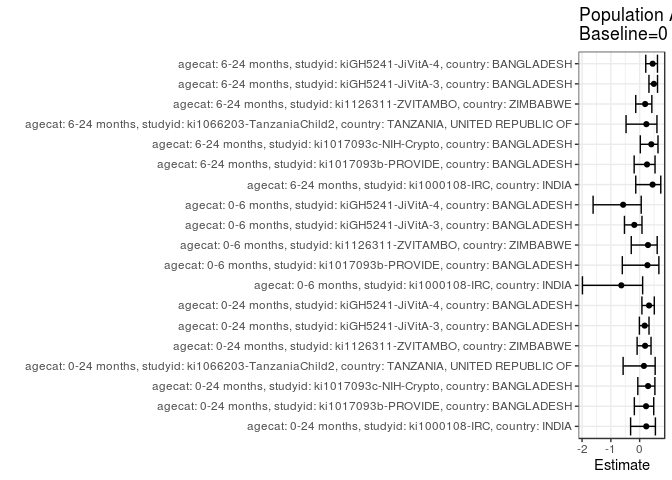 Population
Baseline=0
agecat: 6-24 months, studyid: kiGH5241-JiVitA-4, country: BANGLADESH
agecat: 6-24 months, studyid: kiGH5241-JiVitA-3, country: BANGLADESH
agecat: 6-24 months, studyid: ki1126311-ZVITAMBO, country: ZIMBABWE
agecat: 6-24 months, studyid: ki1066203-TanzaniaChild2, country: TANZANIA, UNITED REPUBLIC OF
agecat: 6-24 months, studyid: ki1017093c-NIH-Crypto, country: BANGLADESH
agecat: 6-24 months, studyid: ki1017093b-PROVIDE, country: BANGLADESH
agecat: 6-24 months, studyid: ki1000108-IRC, country: INDIA
agecat: 0-6 months, studyid: kiGH5241-JiVitA-4, country: BANGLADESH
agecat: 0-6 months, studyid: kiGH5241-JiVitA-3, country: BANGLADESH
agecat: 0-6 months, studyid: ki1126311-ZVITAMBO, country: ZIMBABWE
agecat: 0-6 months, studyid: ki1017093b-PROVIDE, country: BANGLADESH
agecat: 0-6 months, studyid: ki1000108-IRC, country: INDIA
agecat: 0-24 months, studyid: kiGH5241-JiVitA-4, country: BANGLADESH
agecat: 0-24 months, studyid: kiGH5241-JiVitA-3, country: BANGLADESH
agecat: 0-24 months, studyid: ki1126311-ZVITAMBO, country: ZIMBABWE
agecat: 0-24 months, studyid: ki1066203-TanzaniaChild2, country: TANZANIA, UNITED REPUBLIC OF
agecat: 0-24 months, studyid: ki1017093c-NIH-Crypto, country: BANGLADESH
agecat: 0-24 months, studyid: ki1017093b-PROVIDE, country: BANGLADESH
agecat: 0-24 months, studyid: ki1000108-IRC, country: INDIA
-2 -1 0
Estimate